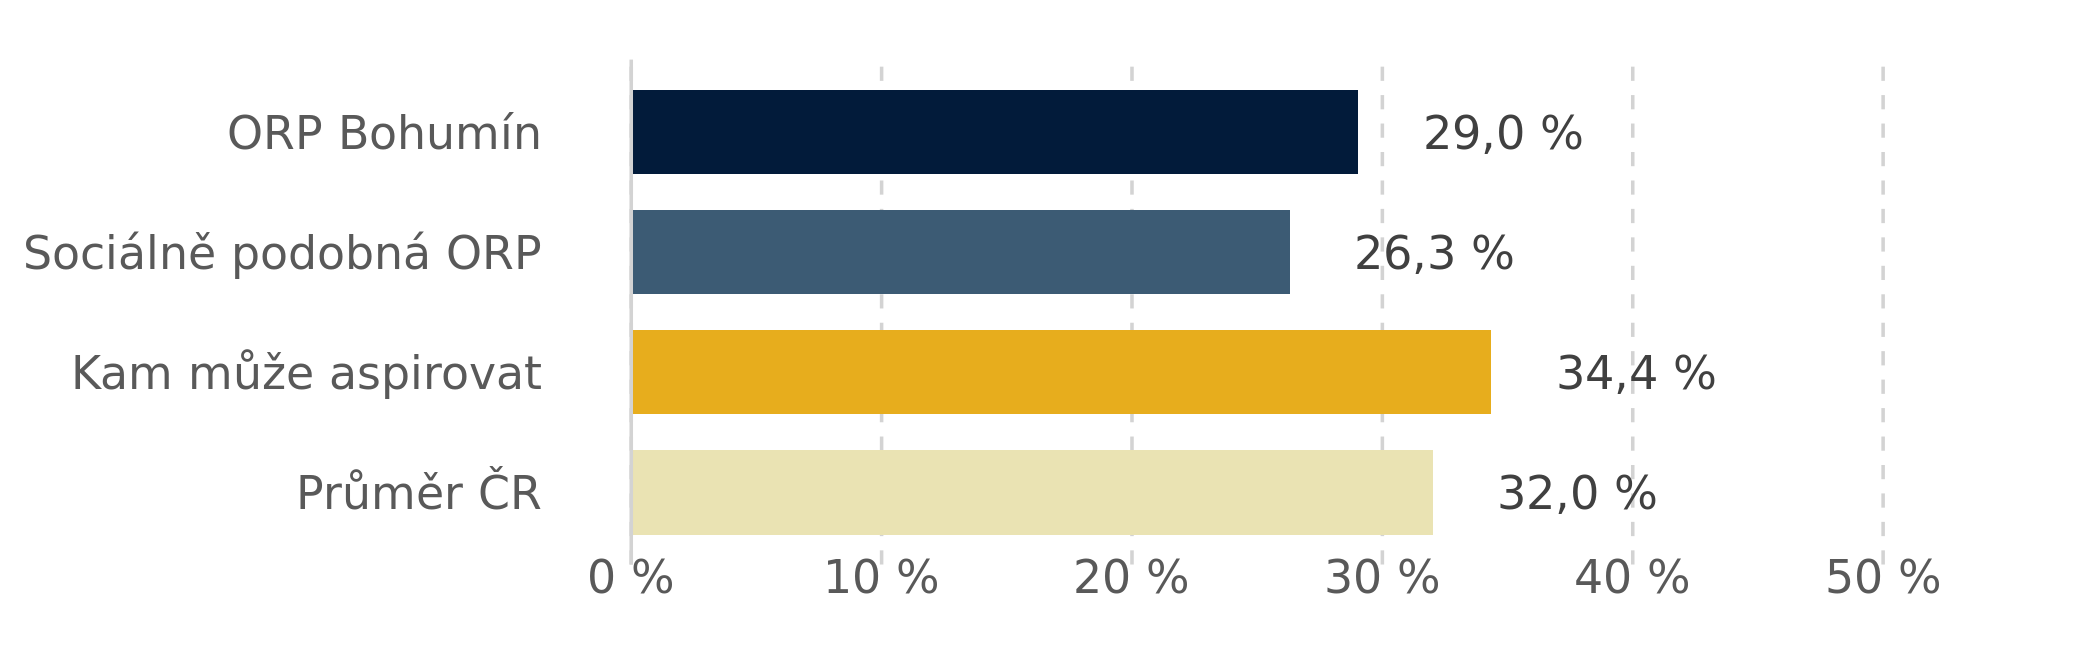 ORP Bohumín 29,0 %
Sociálně podobná ORP 26,3 %
Kam může aspirovat 34,4 %
Průměr ČR 32,0 %
0 % 10 % 20 % 30 % 40 % 50 %